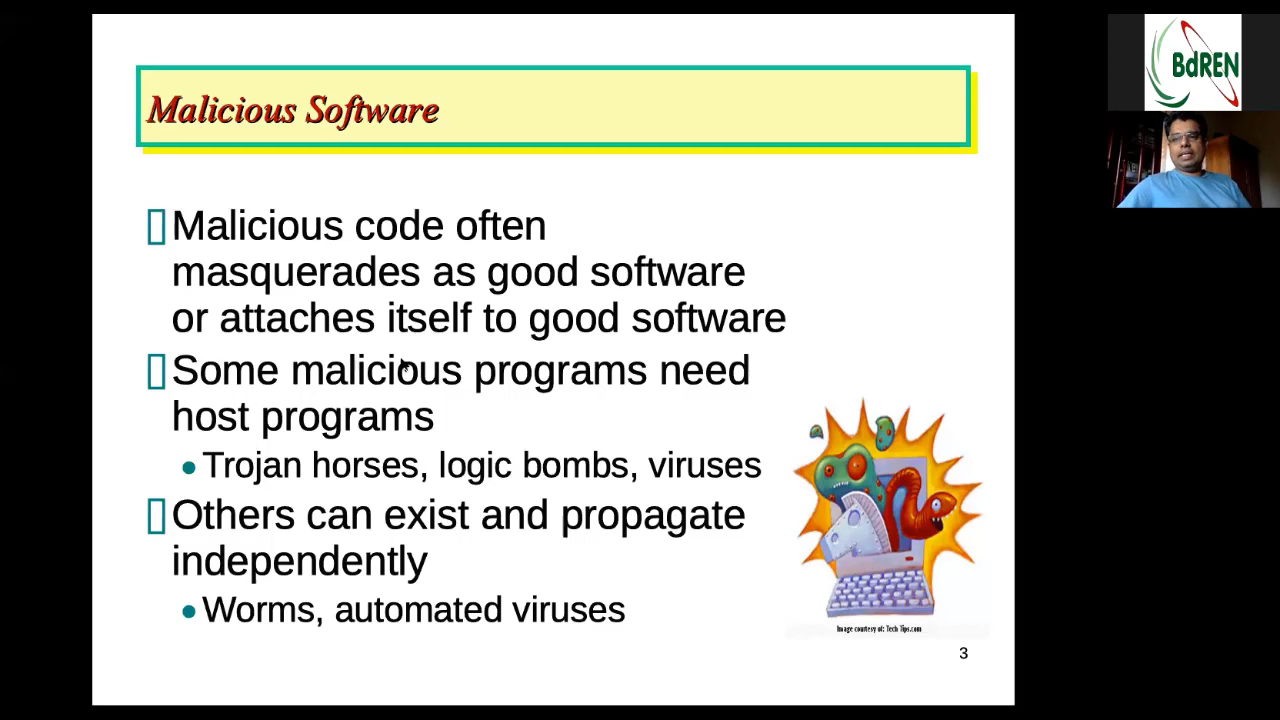 Malicious Software
Malicious code often
masquerades as good software
or attaches itself to good software
Some malicious programs need
host programs
Trojan horses, logic bombs, viruses
Others can exist and propagate
independently
Worms, automated viruses
Image courtesy of: Tech Tips.com
3
BdREN